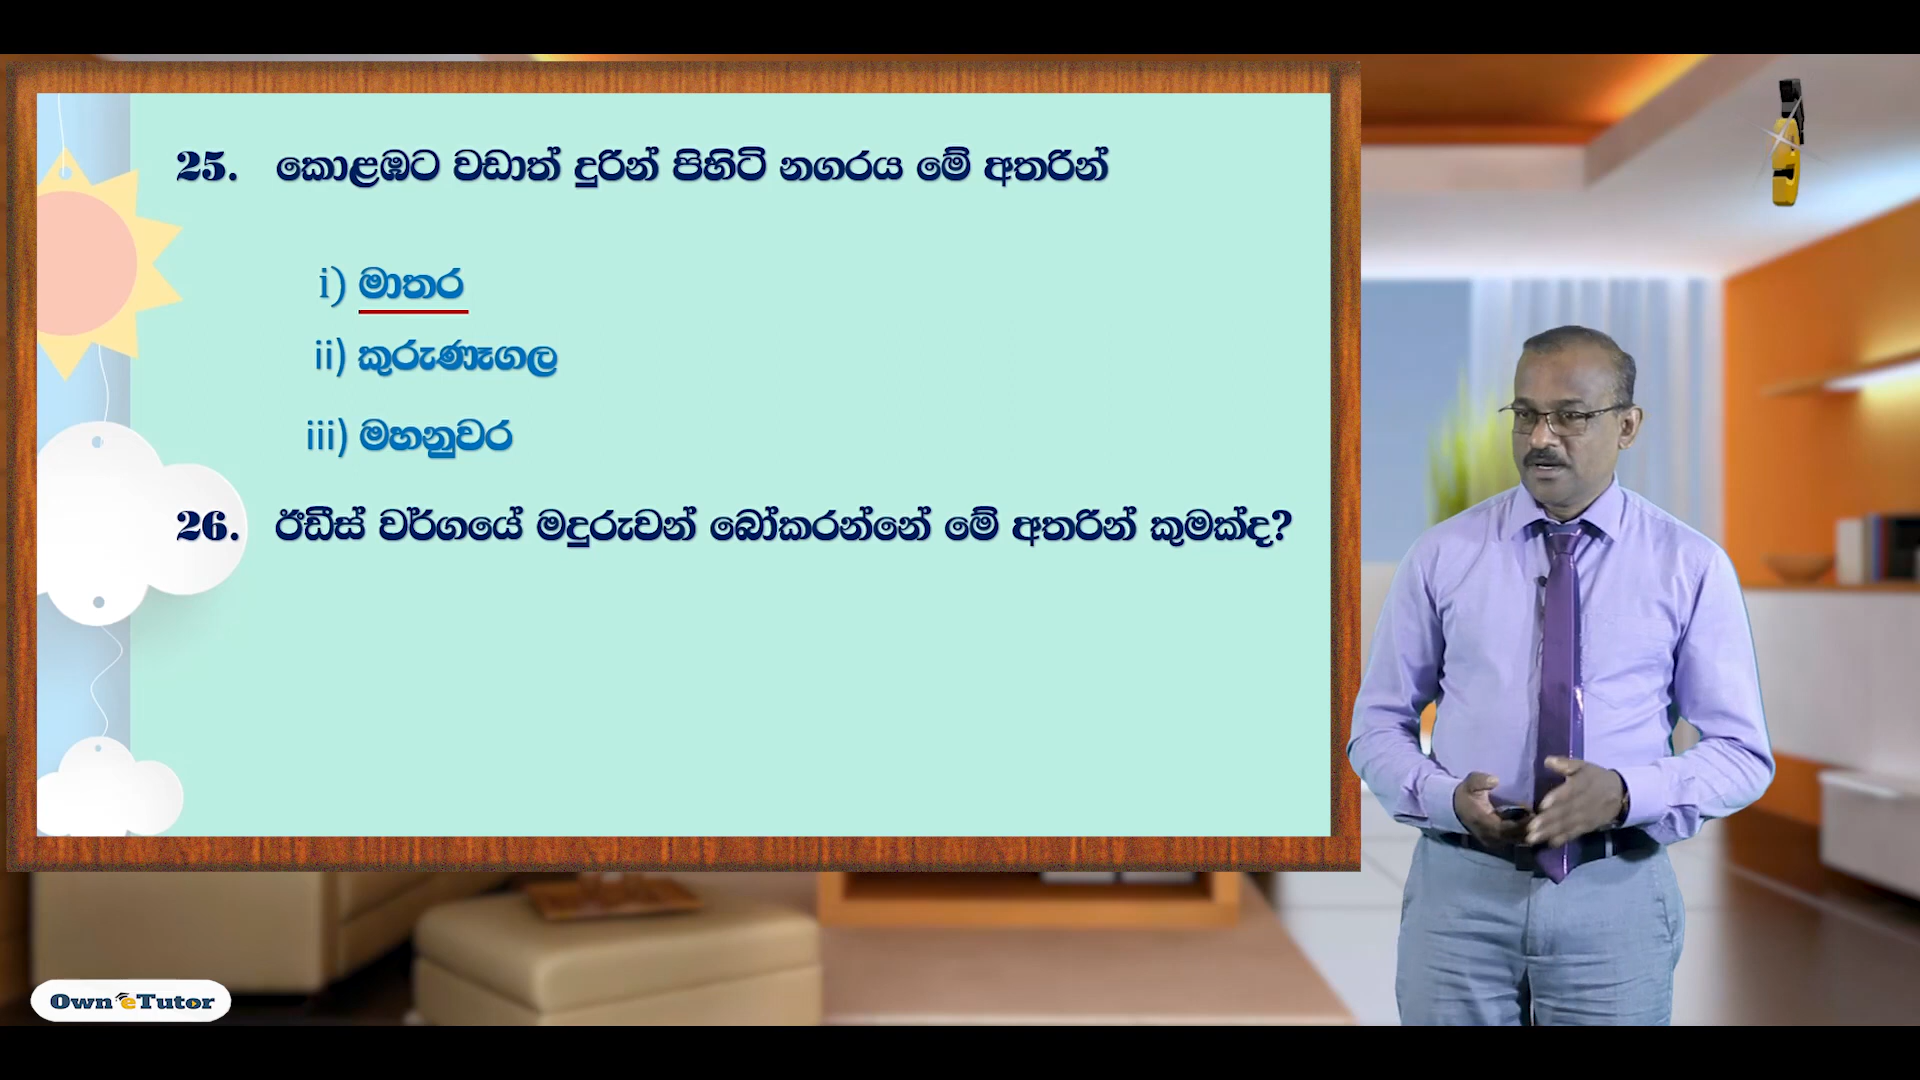 25. කොළඹට වඩාත් දුරින් පිහිටි නගරය මේ අතරින්
i) මාතර
ii) කුරුණෑගල
iii) මහනුවර
26. ඊඩීස් වර්ගයේ මදුරුවන් බෝකරන්නේ මේ අතරින් කුමක්ද?
Own eTutor